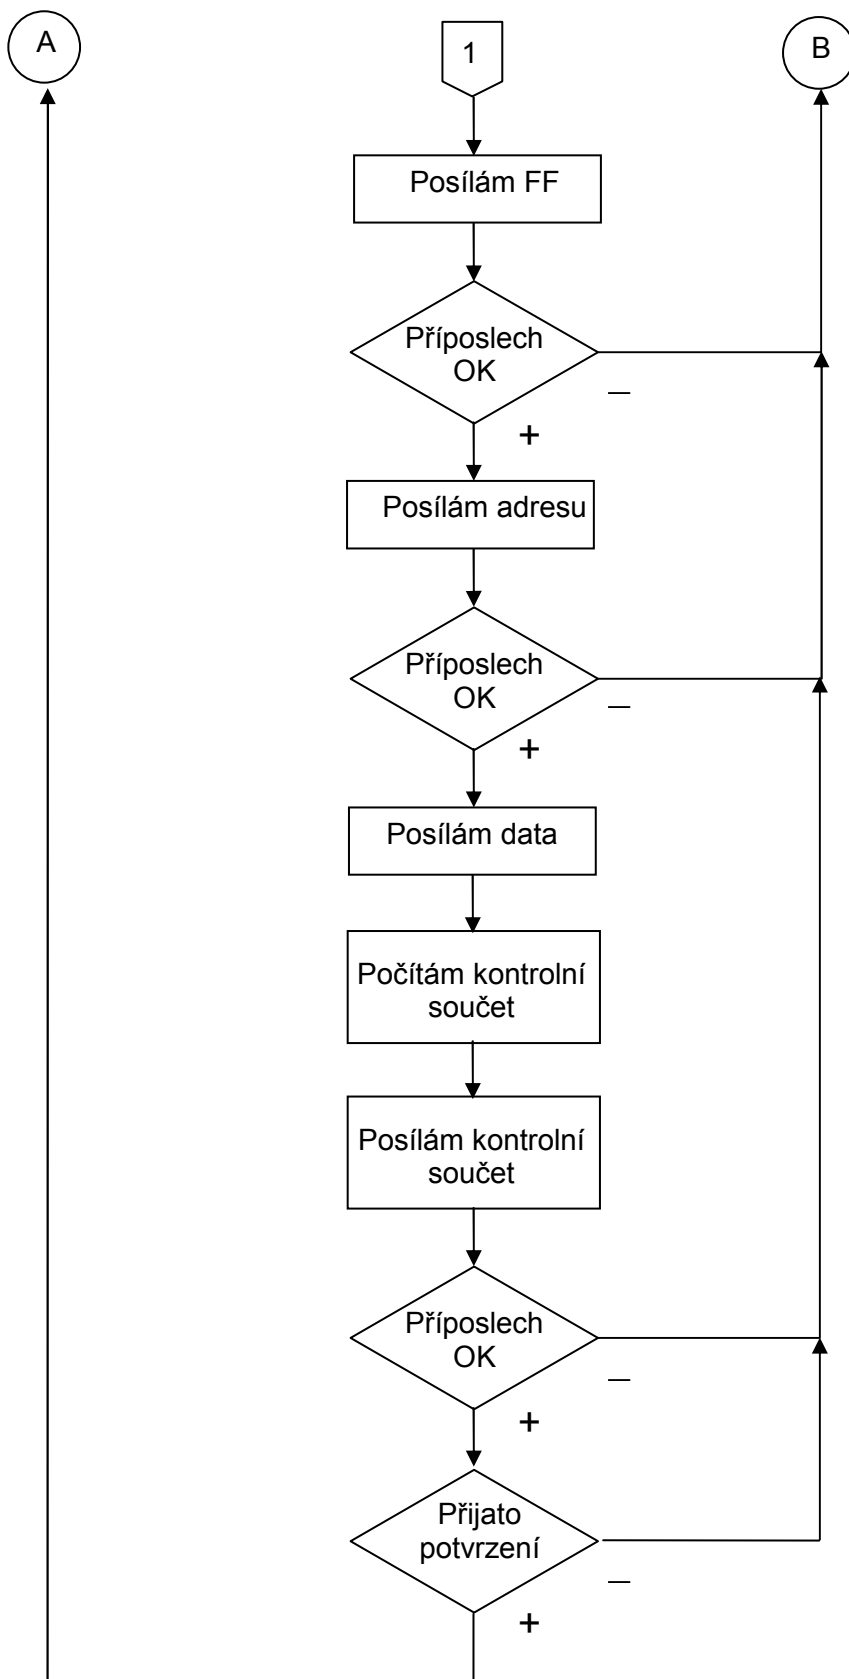 A
1
B
Posílám FF
Příposlech
OK
–
+
Posílám adresu
Příposlech
OK
–
+
Posílám data
Počítám kontrolní
součet
Posílám kontrolní
součet
Příposlech
OK
–
+
Přijato
potvrzení
–
+